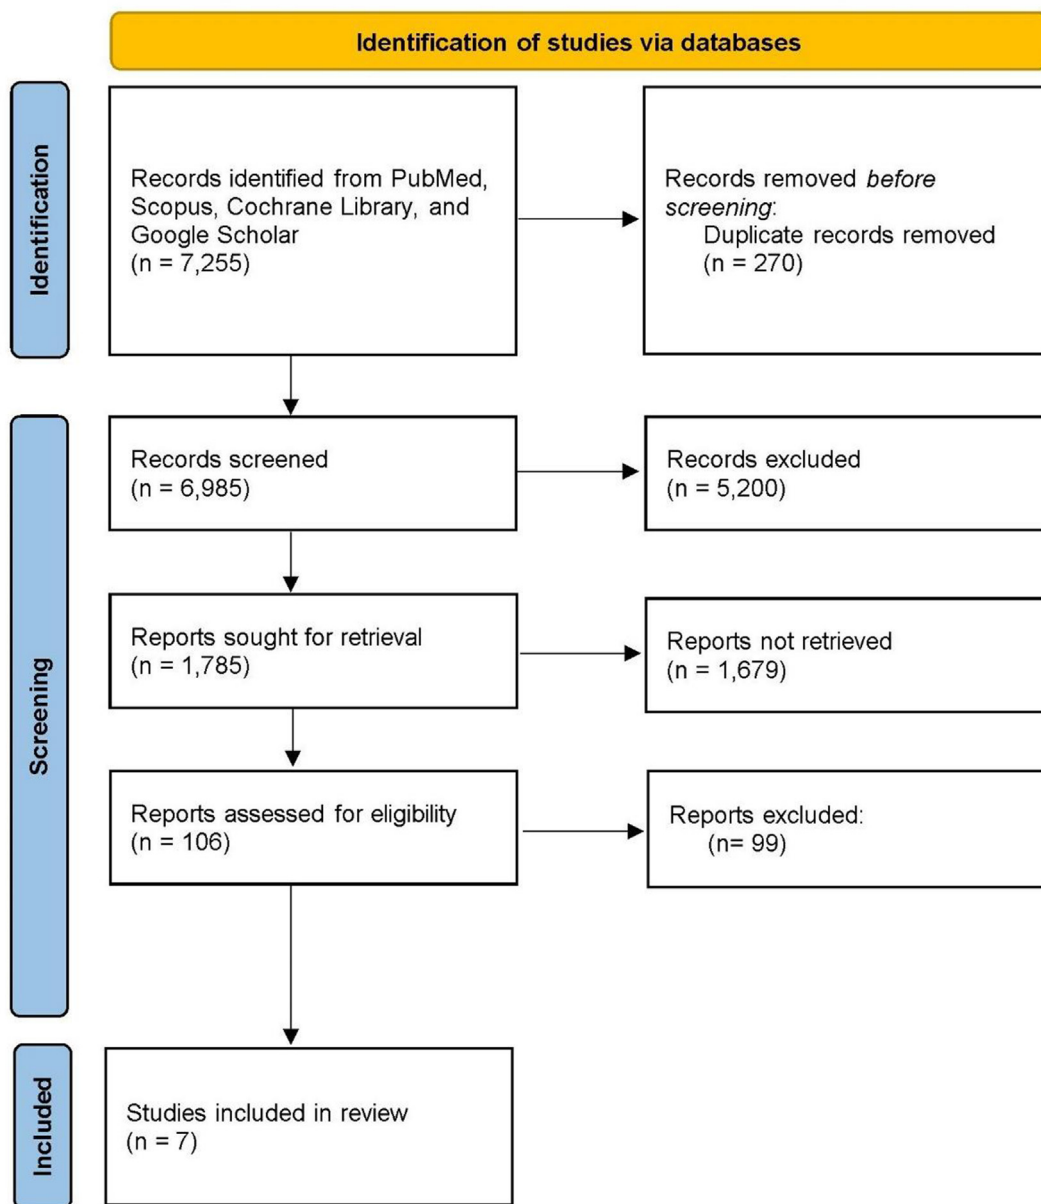 Identification of studies via databases
Identification
Records identified from PubMed,
Scopus, Cochrane Library, and
Google Scholar
(n = 7,255)
Records removed before
screening:
Duplicate records removed
(n = 270)
Screening
Records screened
(n = 6,985)
Records excluded
(n = 5,200)
Reports sought for retrieval
(n = 1,785)
Reports not retrieved
(n = 1,679)
Reports assessed for eligibility
(n = 106)
Reports excluded:
(n= 99)
Included
Studies included in review
(n = 7)